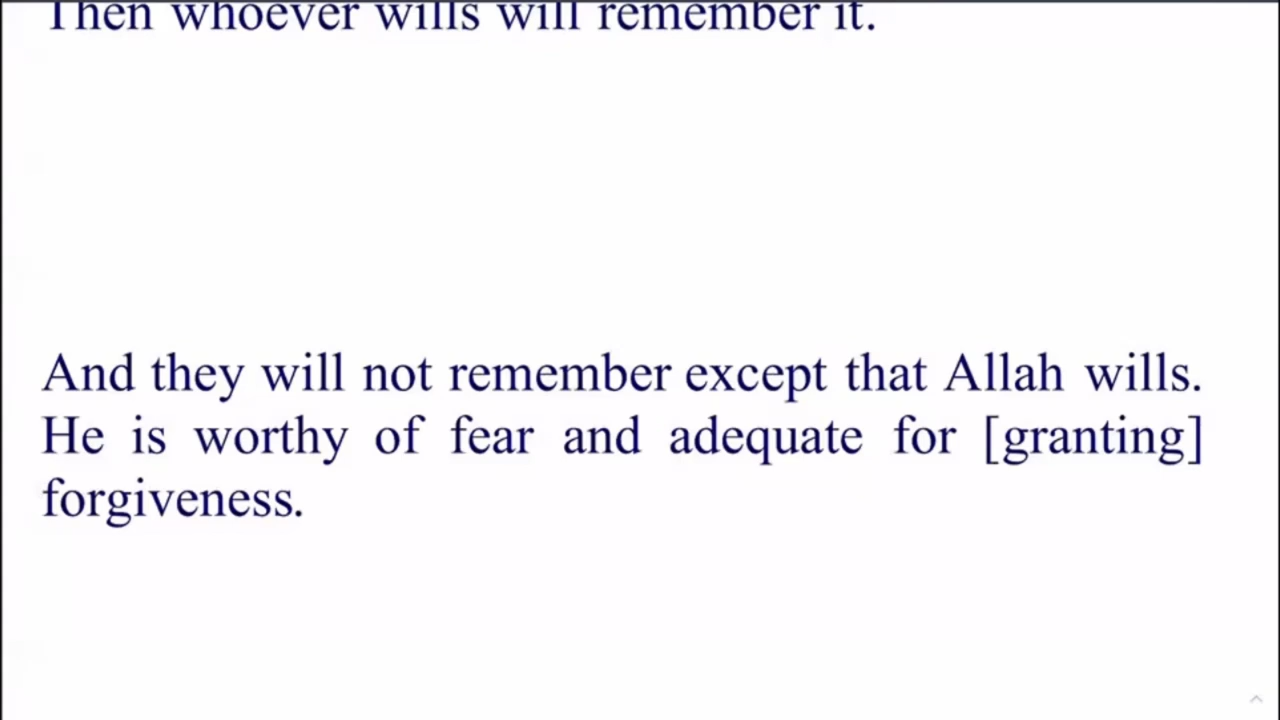 Then whoever wills will remember it.
And they will not remember except that Allah wills.
He is worthy of fear and adequate for [granting]
forgiveness.